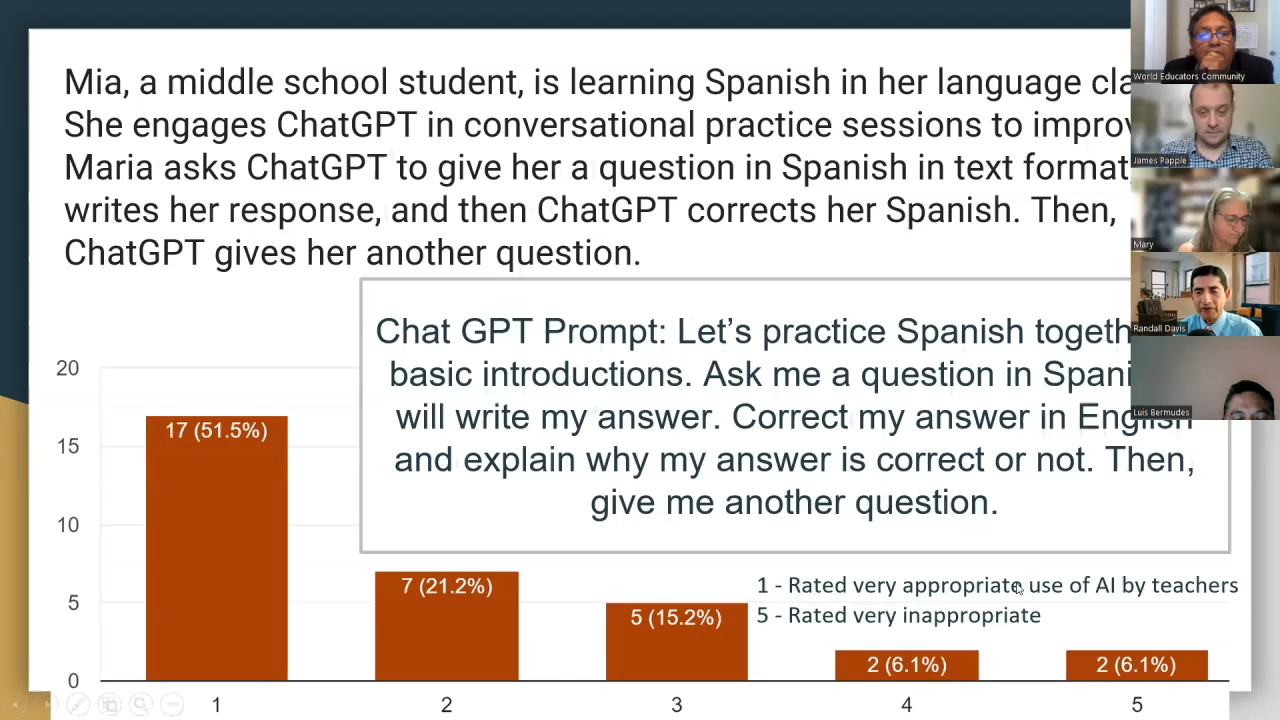 Mia, a middle school student, is learning Spanish in her language
She engages ChatGPT in conversational practice sessions to
Maria asks ChatGPT to give her a question in Spanish in text format,
writes her response, and then ChatGPT corrects her Spanish. Then,
ChatGPT gives her another question.
Chat GPT Prompt: Let's practice Spanish
basic introductions. Ask me a question in
will write my answer. Correct my answer in English
and explain why my answer is correct or not. Then,
give me another question.
1 - Rated very appropriate use of AI by teachers
5 - Rated very inappropriate
20
15
10
5
0
17 (51.5%)
7 (21.2%)
5 (15.2%)
2 (6.1%)
2 (6.1%)
1
2
3
4
5
World Educators Community
James Papple
Mary
Randall Davis
Luis Bermudes